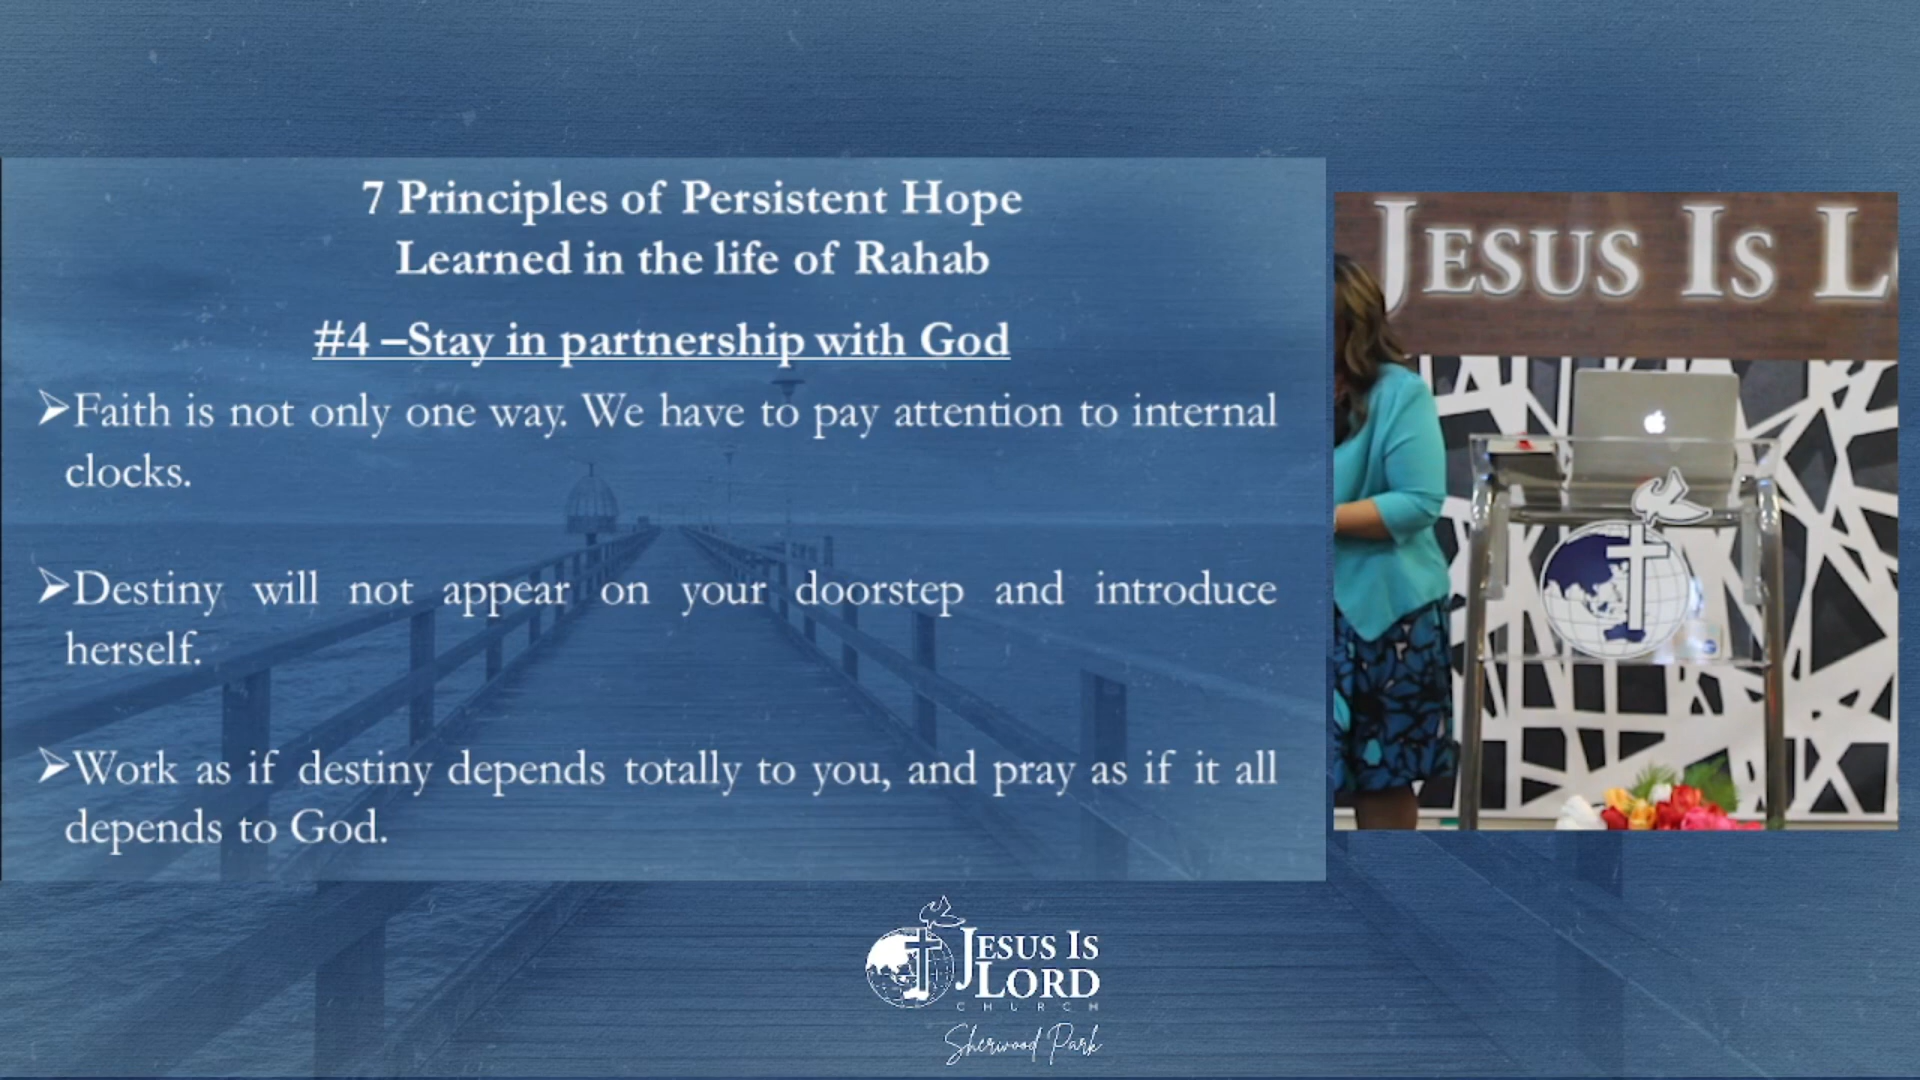 7 Principles of Persistent Hope
Learned in the life of Rahab
#4 –Stay in partnership with God
➢Faith is not only one way. We have to pay attention to internal
clocks.
➢Destiny will not appear on your doorstep and introduce
herself.
➢Work as if destiny depends totally to you, and pray as if it all
depends to God.
JESUS IS L
JESUS IS
LORD
CHURCH
Sherwood Park